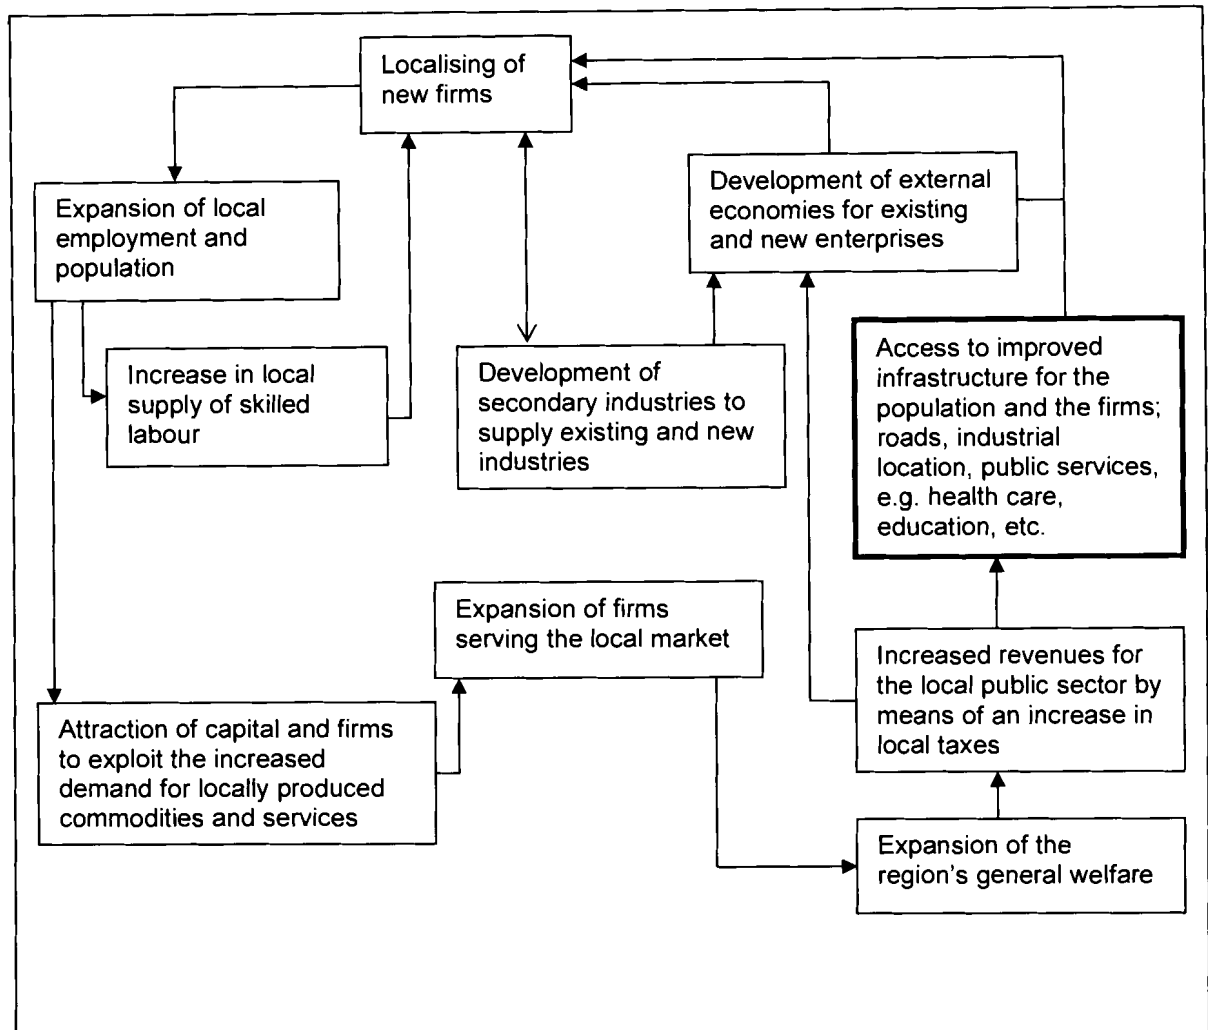 Localising of
new firms
Expansion of local
employment and
population
Development of external
economies for existing
and new enterprises
Increase in local
supply of skilled
labour
Development of
secondary industries to
supply existing and new
industries
Access to improved
infrastructure for the
population and the firms;
roads, industrial
location, public services,
e.g. health care,
education, etc.
Expansion of firms
serving the local market
Increased revenues for
the local public sector by
means of an increase in
local taxes
Attraction of capital and firms
to exploit the increased
demand for locally produced
commodities and services
Expansion of the
region's general welfare